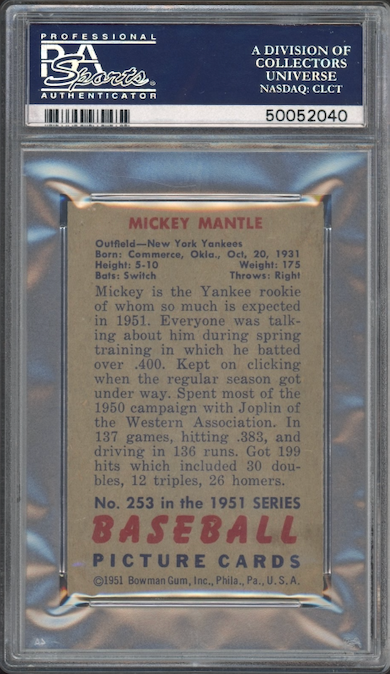 PROFESSIONAL
PSA
Sports
AUTHENTICATOR
A DIVISION OF
COLLECTORS
UNIVERSE
NASDAQ: CLCT
50052040
MICKEY MANTLE
Outfield—New York Yankees
Born: Commerce, Okla., Oct, 20, 1931
Height: 5-10 Weight: 175
Bats: Switch Throws: Right
Mickey is the Yankee rookie
of whom so much is expected
in 1951. Everyone was talk-
ing about him during spring
training in which he batted
over .400. Kept on clicking
when the regular season got
under way. Spent most of the
1950 campaign with Joplin of
the Western Association. In
137 games, hitting .383, and
driving in 136 runs. Got 199
hits which included 30 dou-
bles, 12 triples, 26 homers.
No. 253 in the 1951 SERIES
BASEBALL
PICTURE CARDS
©1951 Bowman Gum, Inc., Phila., Pa., U.S.A.